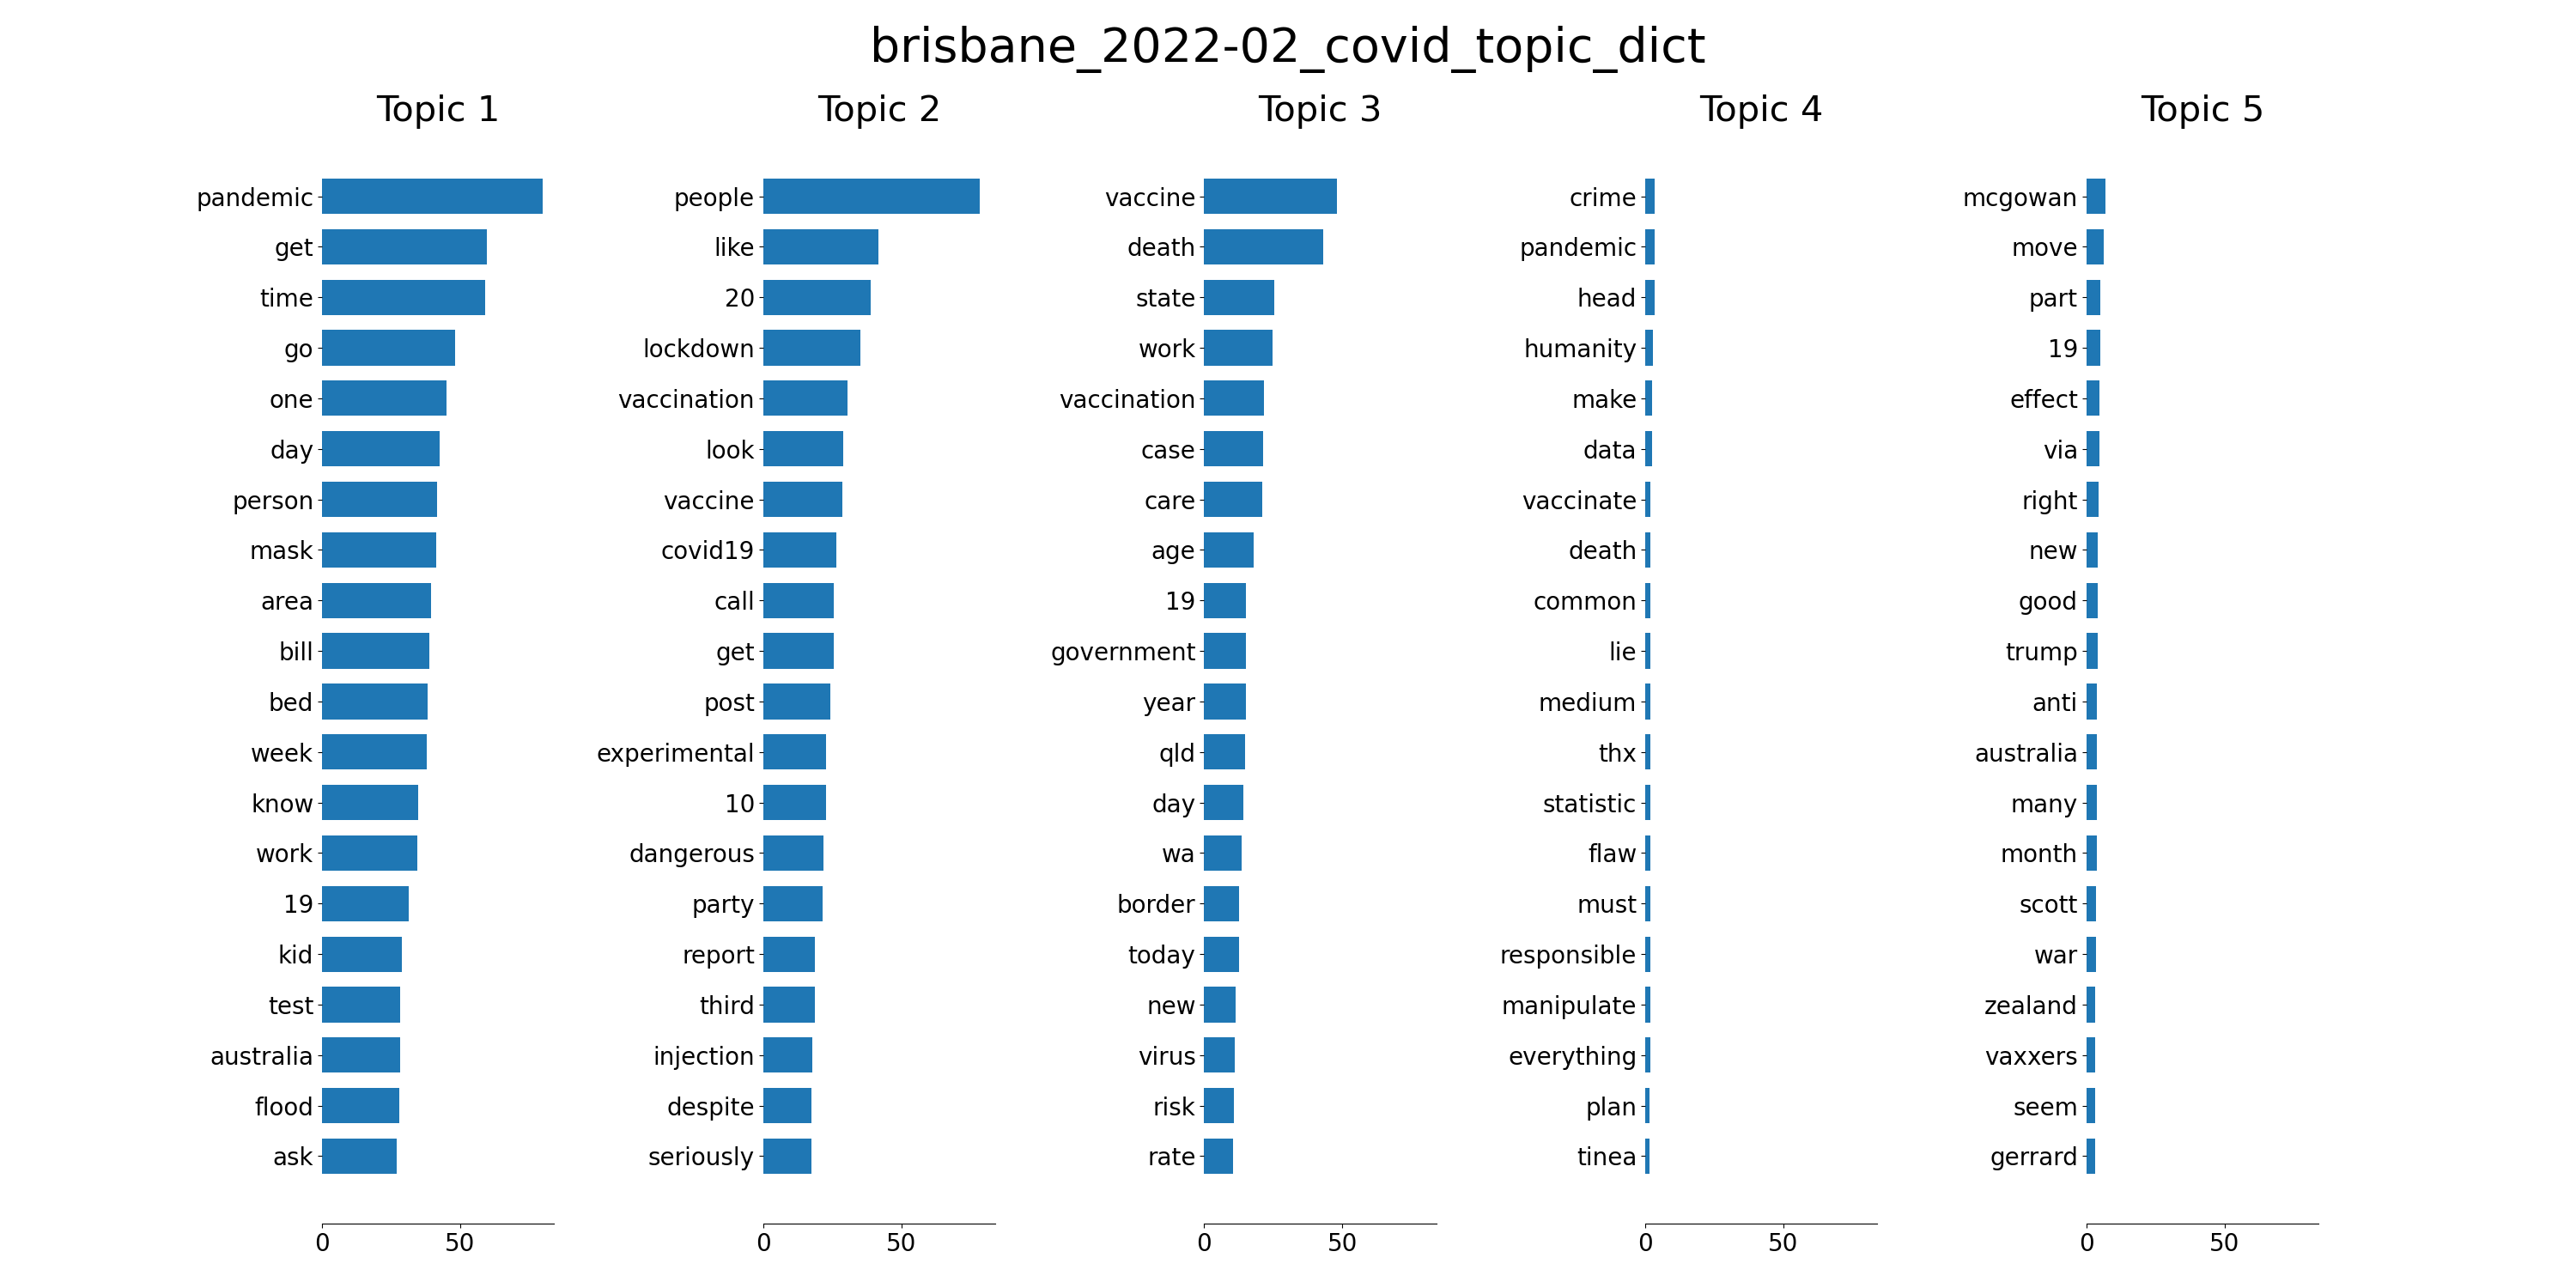 brisbane_2022-02_covid_topic_dict
Topic 1
pandemic
get
time
go
one
day
person
mask
area
bill
bed
week
know
work
19
kid
test
australia
flood
ask
0 50
Topic 2
people
like
20
lockdown
vaccination
look
vaccine
covid19
call
get
post
experimental
10
dangerous
party
report
third
injection
despite
seriously
0 50
Topic 3
vaccine
death
state
work
vaccination
case
care
age
19
government
year
qld
day
wa
border
today
new
virus
risk
rate
0 50
Topic 4
crime
pandemic
head
humanity
make
data
vaccinate
death
common
lie
medium
thx
statistic
flaw
must
responsible
manipulate
everything
plan
tinea
0 50
Topic 5
mcgowan
move
part
19
effect
via
right
new
good
trump
anti
australia
many
month
scott
war
zealand
vaxxers
seem
gerrard
0 50